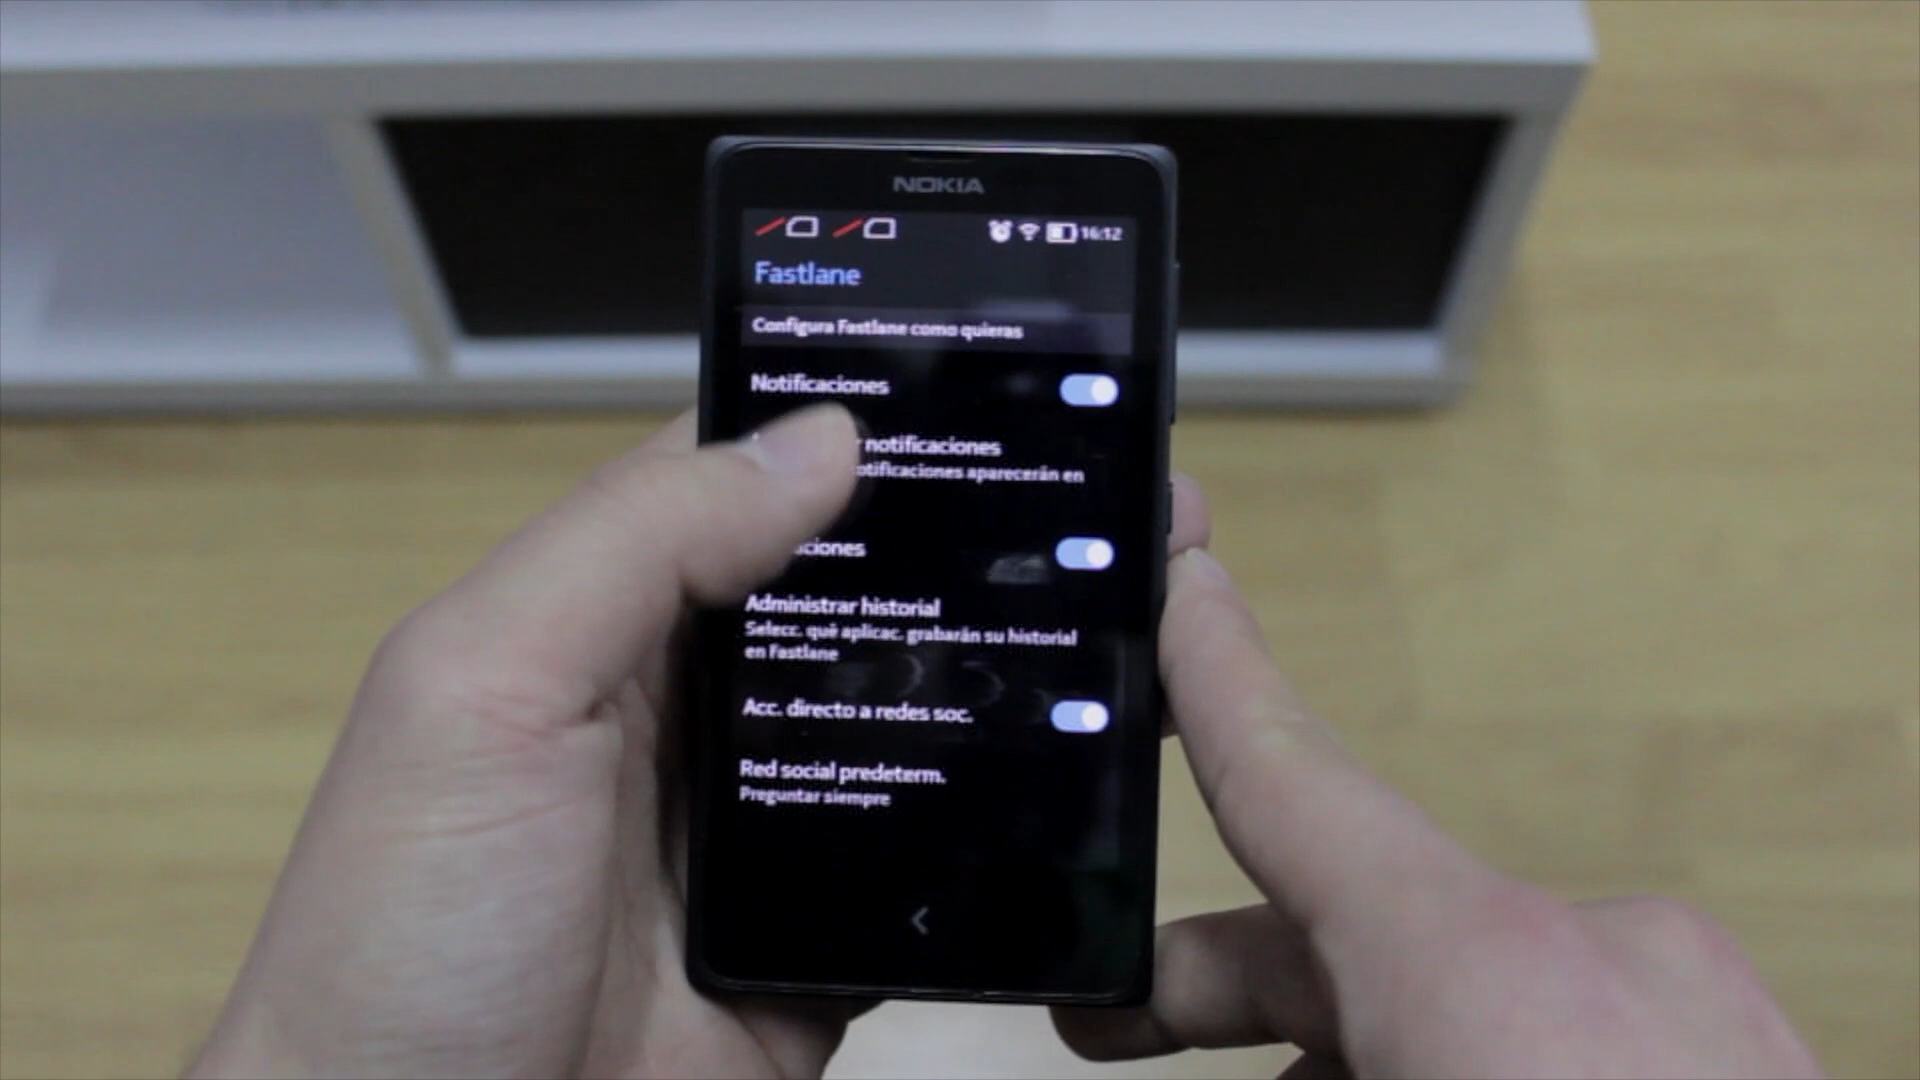 NOKIA
16:12
Fastlane
Configura Fastlane como quieras
Notificaciones
notificaciones
aparecerán en
Administrar historial
Selecc. qué aplicac. grabarán su historial
en Fastlane
Acc. directo a redes soc.
Red social predeterm.
Preguntar siempre